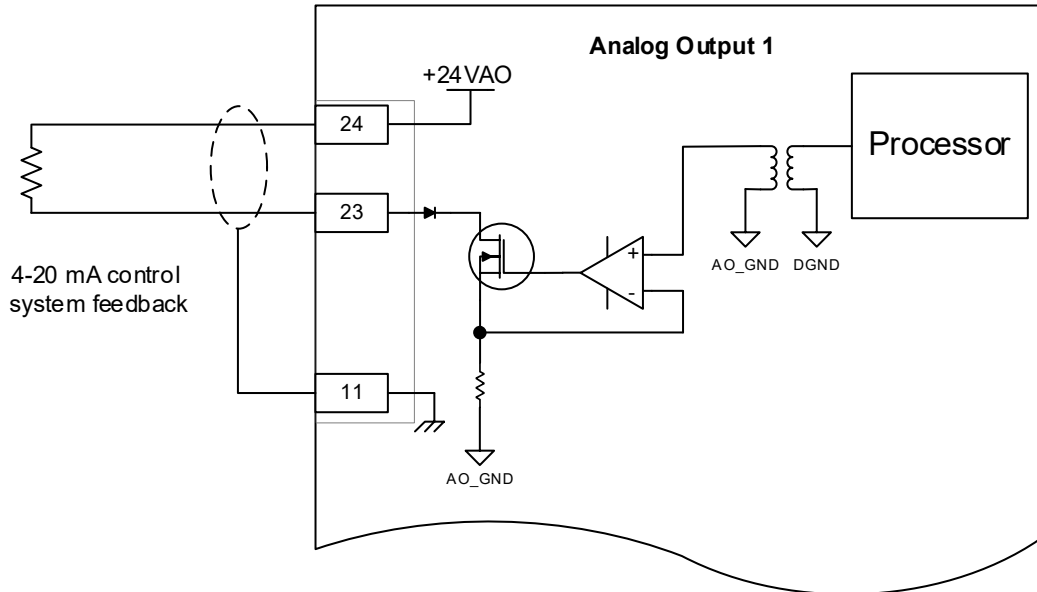 Analog Output 1
+24VAO
24
Processor
23
+
-
AO_GND
DGND
4-20 mA control
system feedback
11
AO_GND